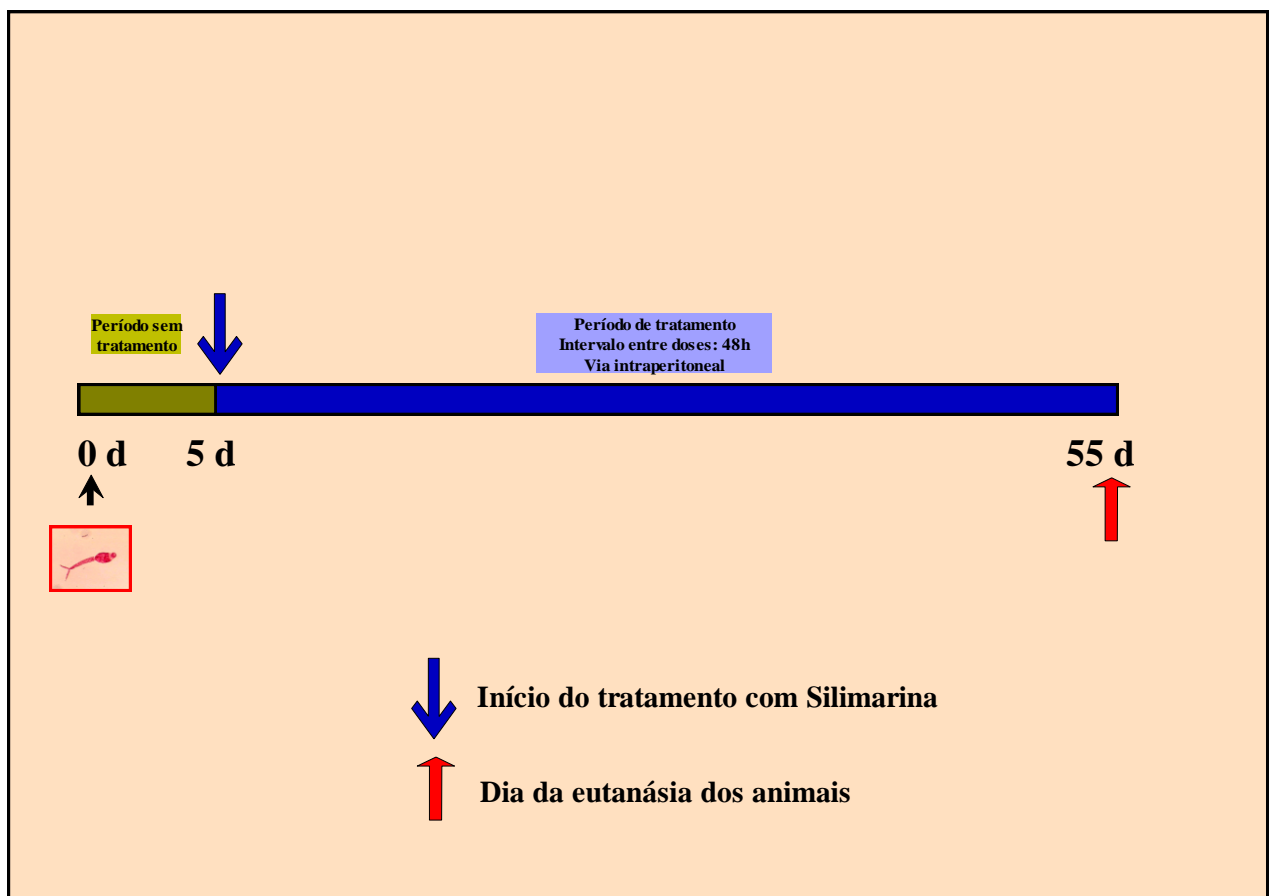 Período sem
tratamento
Período de tratamento
Intervalo entre doses: 48h
Via intraperitoneal
0 d
5 d
55 d
Início do tratamento com Silimarina
Dia da eutanásia dos animais